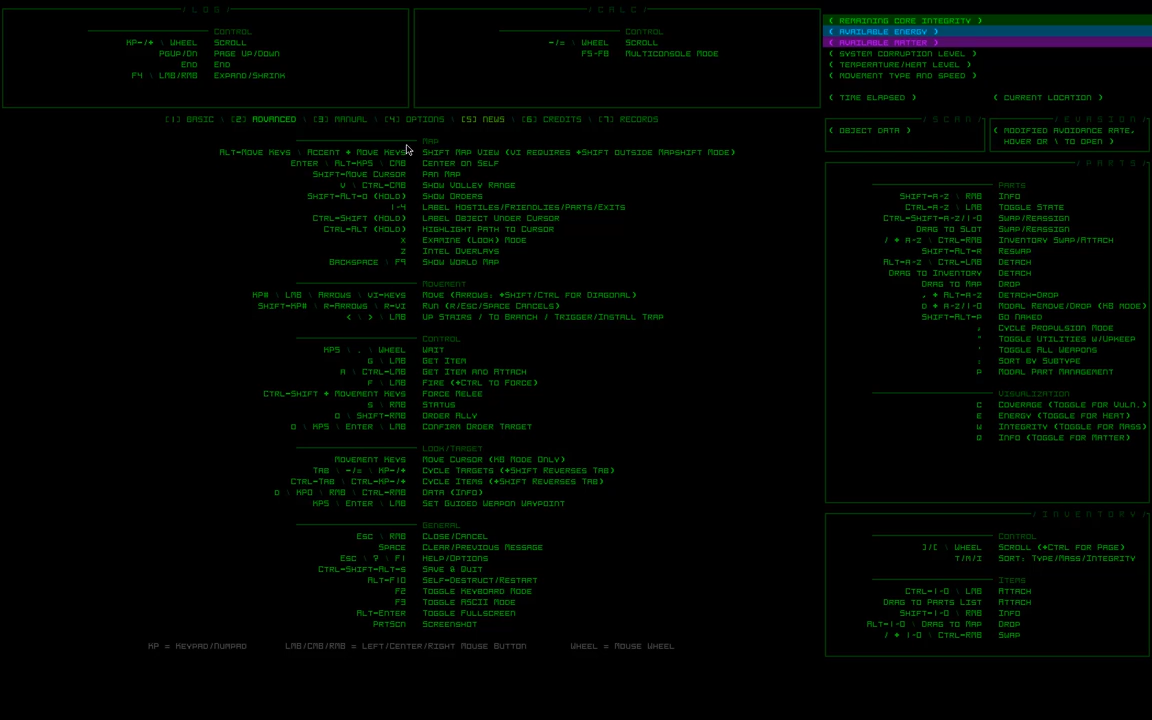 / LOG /
CONTROL
KP-/+ \ WHEEL SCROLL
PGUP/DN PAGE UP/DOWN
END END
F4 \ LMB/RMB EXPAND/SHRINK
/ CALC /
CONTROL
-/= \ WHEEL SCROLL
F5-F8 MULTICONSOLE MODE
( REMAINING CORE INTEGRITY )
( AVAILABLE ENERGY )
( AVAILABLE MATTER )
( SYSTEM CORRUPTION LEVEL )
( TEMPERATURE/HEAT LEVEL )
( MOVEMENT TYPE AND SPEED )
( TIME ELAPSED ) ( CURRENT LOCATION )
/ SCAN /
( OBJECT DATA )
/ EVASION /
( MODIFIED AVOIDANCE RATE,
HOVER OR \ TO OPEN )
[1] BASIC \ [2] ADVANCED \ [3] MANUAL \ [4] OPTIONS \ [5] NEWS \ [6] CREDITS \ [7] RECORDS
MAP
ALT-MOVE KEYS \ ACCENT + MOVE KEYS SHIFT MAP VIEW (VI REQUIRES +SHIFT OUTSIDE MAPSHIFT MODE)
ENTER \ ALT-KP5 \ CMB CENTER ON SELF
SHIFT-MOVE CURSOR PAN MAP
V \ CTRL-CMB SHOW VOLLEY RANGE
SHIFT-ALT-O (HOLD) SHOW ORDERS
1-4 LABEL HOSTILES/FRIENDLIES/PARTS/EXITS
CTRL-SHIFT (HOLD) LABEL OBJECT UNDER CURSOR
CTRL-ALT (HOLD) HIGHLIGHT PATH TO CURSOR
X EXAMINE (LOOK) MODE
Z INTEL OVERLAYS
BACKSPACE \ F9 SHOW WORLD MAP
MOVEMENT
KP# \ LMB \ ARROWS \ VI-KEYS MOVE (ARROWS: +SHIFT/CTRL FOR DIAGONAL)
SHIFT-KP# \ R-ARROWS \ R-VI RUN (R/ESC/SPACE CANCELS)
< \ > \ LMB UP STAIRS / TO BRANCH / TRIGGER/INSTALL TRAP
CONTROL
KP5 \ . \ WHEEL WAIT
G \ LMB GET ITEM
A \ CTRL-LMB GET ITEM AND ATTACH
F \ LMB FIRE (+CTRL TO FORCE)
CTRL-SHIFT + MOVEMENT KEYS FORCE MELEE
S \ RMB STATUS
O \ SHIFT-RMB ORDER ALLY
O \ KP5 \ ENTER \ LMB CONFIRM ORDER TARGET
LOOK/TARGET
MOVEMENT KEYS MOVE CURSOR (KB MODE ONLY)
TAB \ -/= \ KP-/+ CYCLE TARGETS (+SHIFT REVERSES TAB)
CTRL-TAB \ CTRL-KP-/+ CYCLE ITEMS (+SHIFT REVERSES TAB)
D \ KP0 \ RMB \ CTRL-RMB DATA (INFO)
KP5 \ ENTER \ LMB SET GUIDED WEAPON WAYPOINT
GENERAL
ESC \ RMB CLOSE/CANCEL
SPACE CLEAR/PREVIOUS MESSAGE
ESC \ ? \ F1 HELP/OPTIONS
CTRL-SHIFT-ALT-S SAVE & QUIT
ALT-F10 SELF-DESTRUCT/RESTART
F2 TOGGLE KEYBOARD MODE
F3 TOGGLE ASCII MODE
ALT-ENTER TOGGLE FULLSCREEN
PRTSCN SCREENSHOT
KP = KEYPAD/NUMPAD LMB/CMB/RMB = LEFT/CENTER/RIGHT MOUSE BUTTON WHEEL = MOUSE WHEEL
/ PARTS /
PARTS
SHIFT-A-Z \ RMB INFO
CTRL-A-Z \ LMB TOGGLE STATE
CTRL-SHIFT-A-Z/1-0 SWAP/REASSIGN
DRAG TO SLOT SWAP/REASSIGN
/ + A-Z \ CTRL-RMB INVENTORY SWAP/ATTACH
SHIFT-ALT-R RESWAP
ALT-A-Z \ CTRL-LMB DETACH
DRAG TO INVENTORY DETACH
DRAG TO MAP DROP
, + ALT-A-Z DETACH-DROP
D + A-Z/1-0 MODAL REMOVE/DROP (KB MODE)
SHIFT-ALT-P GO NAKED
; CYCLE PROPULSION MODE
" TOGGLE UTILITIES W/UPKEEP
' TOGGLE ALL WEAPONS
: SORT BY SUBTYPE
P MODAL PART MANAGEMENT
VISUALIZATION
C COVERAGE (TOGGLE FOR VULN.)
E ENERGY (TOGGLE FOR HEAT)
W INTEGRITY (TOGGLE FOR MASS)
Q INFO (TOGGLE FOR MATTER)
/ INVENTORY /
CONTROL
]/[ \ WHEEL SCROLL (+CTRL FOR PAGE)
T/M/I SORT: TYPE/MASS/INTEGRITY
ITEMS
CTRL-1-0 \ LMB ATTACH
DRAG TO PARTS LIST ATTACH
SHIFT-1-0 \ RMB INFO
ALT-1-0 \ DRAG TO MAP DROP
/ + 1-0 \ CTRL-RMB SWAP